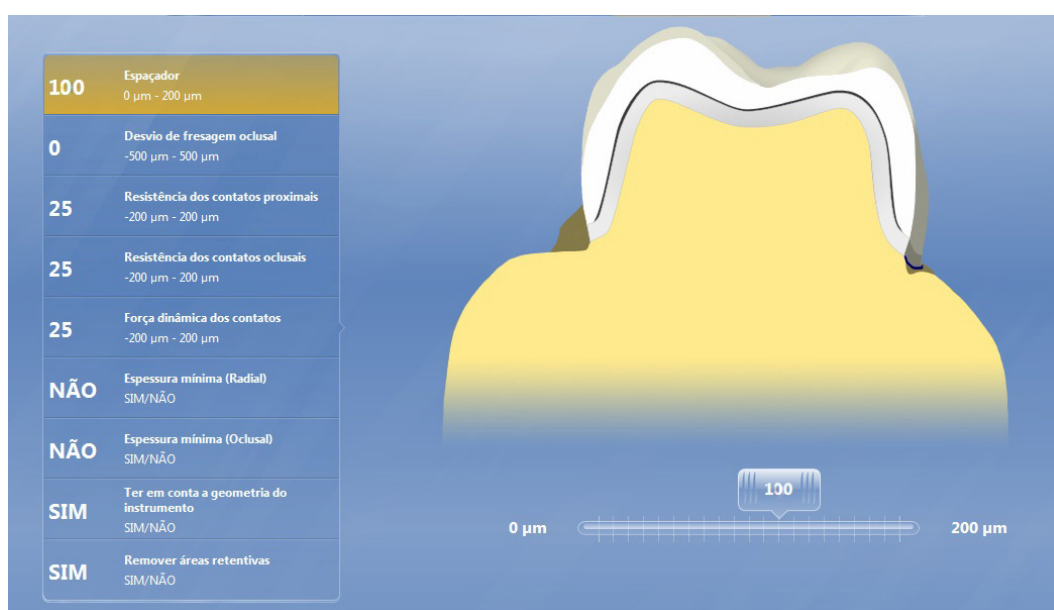 100
Espaçador
0 µm - 200 µm
0
Desvio de fresagem oclusal
-500 µm - 500 µm
25
Resistência dos contatos proximais
-200 µm - 200 µm
25
Resistência dos contatos oclusais
-200 µm - 200 µm
25
Força dinâmica dos contatos
-200 µm - 200 µm
NÃO
Espessura mínima (Radial)
SIM/NÃO
NÃO
Espessura mínima (Oclusal)
SIM/NÃO
SIM
Ter em conta a geometria do
instrumento
SIM/NÃO
SIM
Remover áreas retentivas
SIM/NÃO
100
0 µm
200 µm